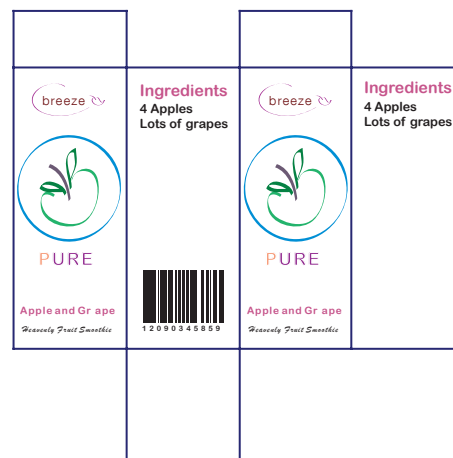 breeze
PURE
Apple and Gr ape
Heavenly Fruit Smoothie
Ingredients
4 Apples
Lots of grapes
12090345859
breeze
PURE
Apple and Gr ape
Heavenly Fruit Smoothie
Ingredients
4 Apples
Lots of grapes